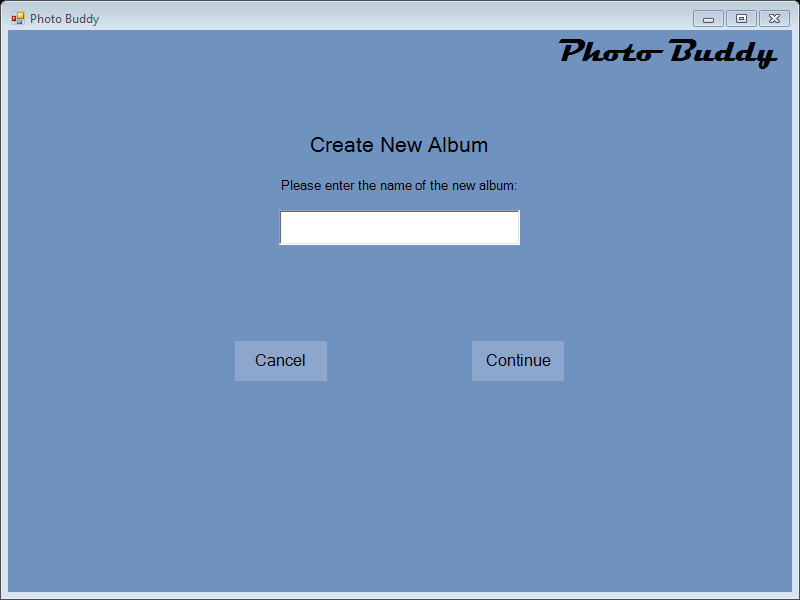 Photo Buddy
Photo Buddy
Create New Album
Please enter the name of the new album:
Cancel
Continue